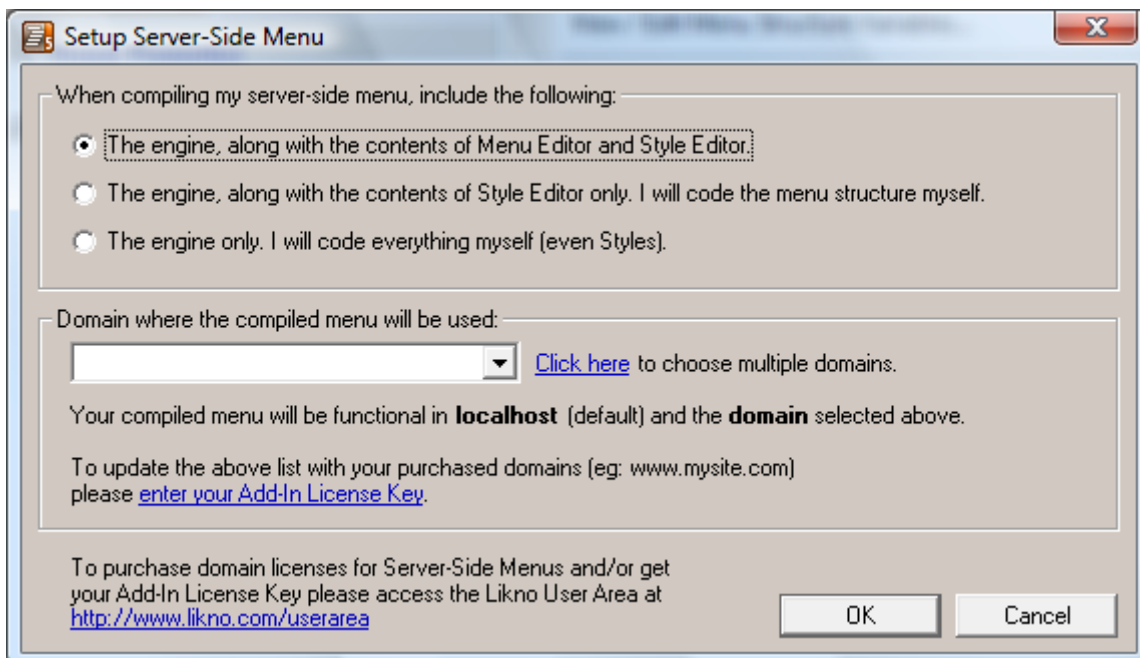 Setup Server-Side Menu
When compiling my server-side menu, include the following:
The engine, along with the contents of Menu Editor and Style Editor.
The engine, along with the contents of Style Editor only. I will code the menu structure myself.
The engine only. I will code everything myself (even Styles).
Domain where the compiled menu will be used:
Click here to choose multiple domains.
Your compiled menu will be functional in localhost (default) and the domain selected above.
To update the above list with your purchased domains (eg: www.mysite.com)
please enter your Add-In License Key.
To purchase domain licenses for Server-Side Menus and/or get
your Add-In License Key please access the Likno User Area at
http://www.likno.com/userarea
OK Cancel